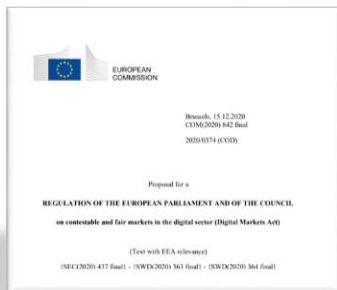 EUROPEAN
COMMISSION
Brussels, 15.12.2020
COM(2020) 842 final
2020/0374 (COD)
Proposal for a
REGULATION OF THE EUROPEAN PARLIAMENT AND OF THE COUNCIL
on contestable and fair markets in the digital sector (Digital Markets Act)
(Text with EEA relevance)
{SEC(2020) 437 final} - {SWD(2020) 363 final} - {SWD(2020) 364 final}